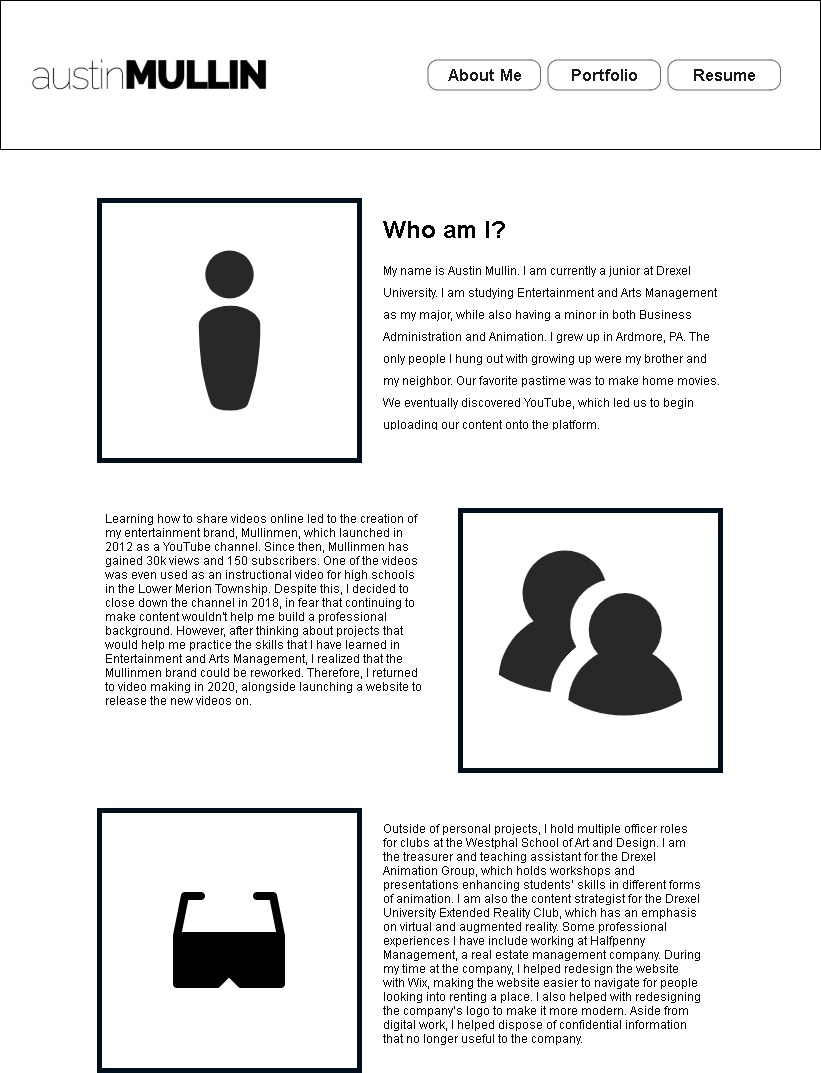 austinMULLIN
About Me
Portfolio
Resume
Who am I?
My name is Austin Mullin. I am currently a junior at Drexel
University. I am studying Entertainment and Arts Management
as my major, while also having a minor in both Business
Administration and Animation. I grew up in Ardmore, PA. The
only people I hung out with growing up were my brother and
my neighbor. Our favorite pastime was to make home movies.
We eventually discovered YouTube, which led us to begin
uploading our content onto the platform.
Learning how to share videos online led to the creation of
my entertainment brand, Mullinmen, which launched in
2012 as a YouTube channel. Since then, Mullinmen has
gained 30k views and 150 subscribers. One of the videos
was even used as an instructional video for high schools
in the Lower Merion Township. Despite this, I decided to
close down the channel in 2018, in fear that continuing to
make content wouldn't help me build a professional
background. However, after thinking about projects that
would help me practice the skills that I have learned in
Entertainment and Arts Management, I realized that the
Mullinmen brand could be reworked. Therefore, I returned
to video making in 2020, alongside launching a website to
release the new videos on.
Outside of personal projects, I hold multiple officer roles
for clubs at the Westphal School of Art and Design. I am
the treasurer and teaching assistant for the Drexel
Animation Group, which holds workshops and
presentations enhancing students' skills in different forms
of animation. I am also the content strategist for the Drexel
University Extended Reality Club, which has an emphasis
on virtual and augmented reality. Some professional
experiences I have include working at Halfpenny
Management, a real estate management company. During
my time at the company, I helped redesign the website
with Wix, making the website easier to navigate for people
looking into renting a place. I also helped with redesigning
the company's logo to make it more modern. Aside from
digital work, I helped dispose of confidential information
that no longer useful to the company.